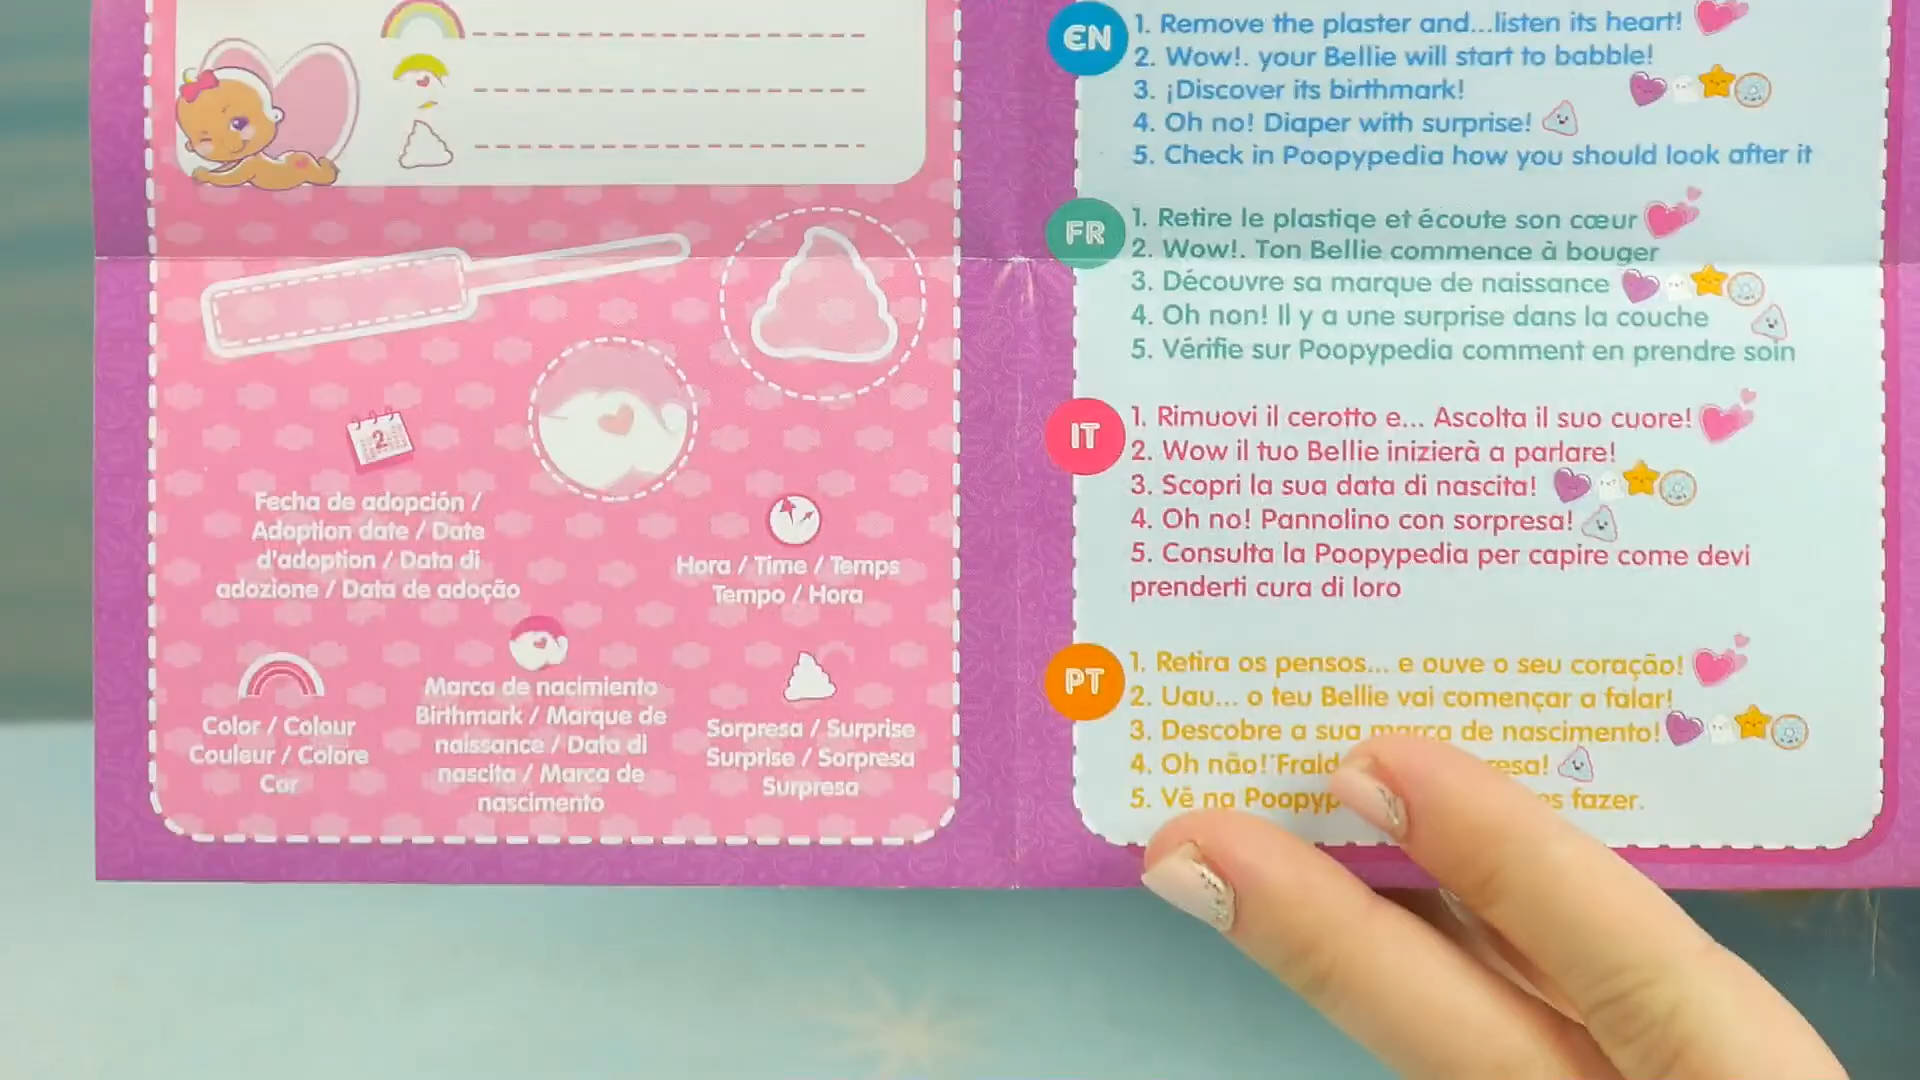 2
Fecha de adopción /
Adoption date / Date
d'adoption / Data di
adozione / Data de adoção
Hora / Time / Temps
Tempo / Hora
Color / Colour
Couleur / Colore
Cor
Marca de nacimiento
Birthmark / Marque de
naissance / Data di
nascita / Marca de
nascimento
Sorpresa / Surprise
Surprise / Sorpresa
Surpresa
EN
1. Remove the plaster and...listen its heart!
2. Wow!. your Bellie will start to babble!
3. ¡Discover its birthmark!
4. Oh no! Diaper with surprise!
5. Check in Poopypedia how you should look after it
FR
1. Retire le plastiqe et écoute son cœur
2. Wow!. Ton Bellie commence à bouger
3. Découvre sa marque de naissance
4. Oh non! Il y a une surprise dans la couche
5. Vérifie sur Poopypedia comment en prendre soin
IT
1. Rimuovi il cerotto e... Ascolta il suo cuore!
2. Wow il tuo Bellie inizierà a parlare!
3. Scopri la sua data di nascita!
4. Oh no! Pannolino con sorpresa!
5. Consulta la Poopypedia per capire come devi
prenderti cura di loro
PT
1. Retira os pensos... e ouve o seu coração!
2. Uau... o teu Bellie vai começar a falar!
3. Descobre a sua marca de nascimento!
4. Oh não!
5. Vê na fazer.